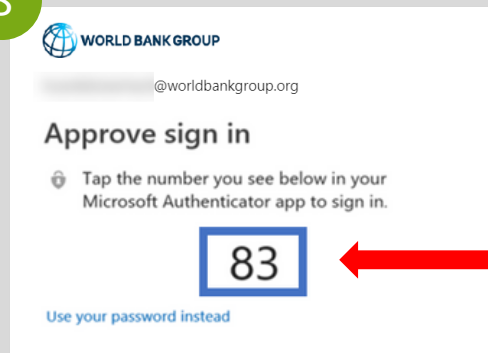 WORLD BANK GROUP
@worldbankgroup.org
Approve sign in
Tap the number you see below in your
Microsoft Authenticator app to sign in.
83
Use your password instead